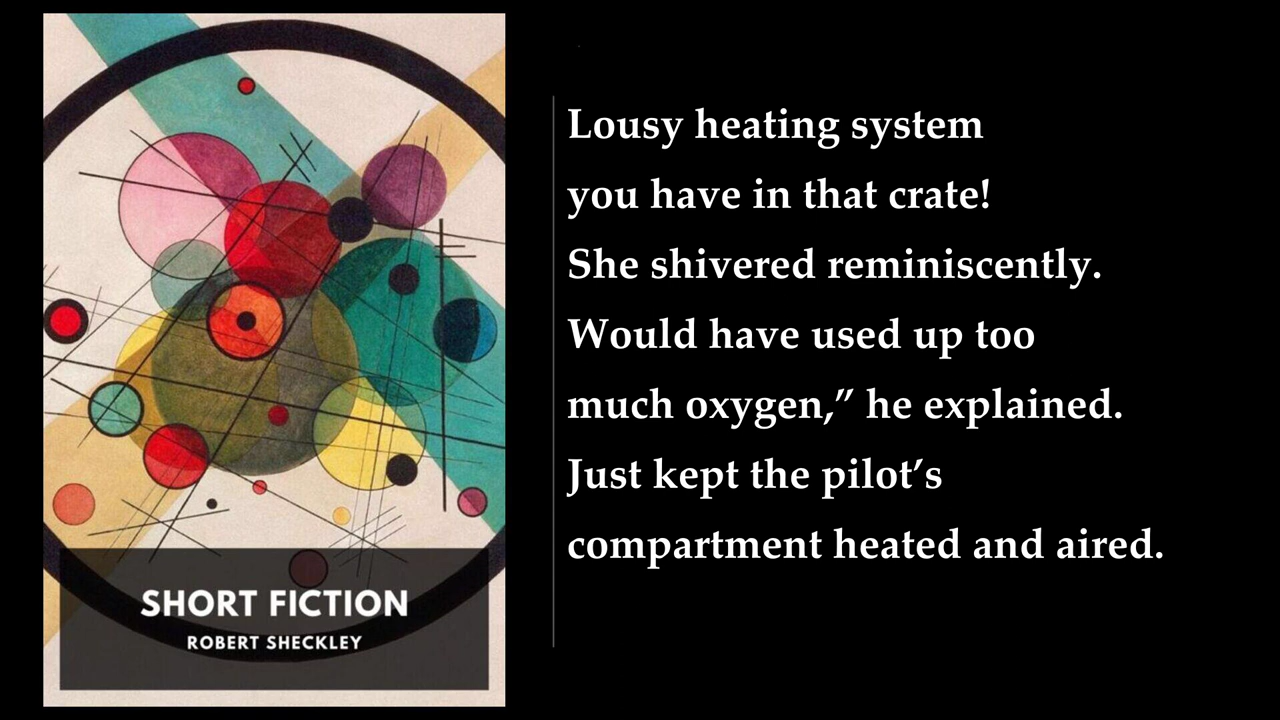 SHORT FICTION
ROBERT SHECKLEY
Lousy heating system
you have in that crate!
She shivered reminiscently.
Would have used up too
much oxygen,” he explained.
Just kept the pilot’s
compartment heated and aired.